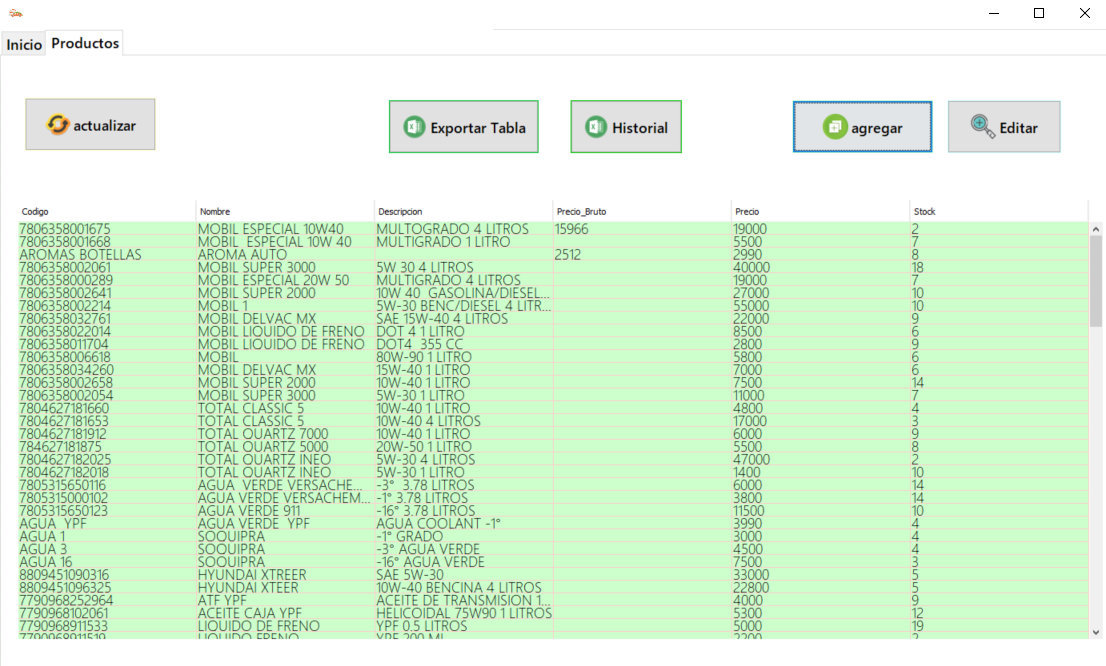 Inicio Productos
actualizar Exportar Tabla Historial agregar Editar
Codigo Nombre Descripcion Precio_Bruto Precio Stock
7806358001675 MOBIL ESPECIAL 10W40 MULTOGRADO 4 LITROS 15966 19000 2
7806358001668 MOBIL ESPECIAL 10W 40 MULTIGRADO 1 LITRO 5500 7
AROMAS BOTELLAS AROMA AUTO 2512 2990 8
7806358002061 MOBIL SUPER 3000 5W 30 4 LITROS 40000 18
7806358000289 MOBIL ESPECIAL 20W 50 MULTIGRADO 4 LITROS 19000 7
7806358002641 MOBIL SUPER 2000 10W 40 GASOLINA/DIESEL... 27000 10
7806358002214 MOBIL 1 5W-30 BENC/DIESEL 4 LITR... 55000 10
7806358032761 MOBIL DELVAC MX SAE 15W-40 4 LITROS 22000 9
7806358022014 MOBIL LIQUIDO DE FRENO DOT 4 1 LITRO 8500 6
7806358011704 MOBIL LIQUIDO DE FRENO DOT4 355 CC 2800 9
7806358006618 MOBIL 80W-90 1 LITRO 5800 6
7806358034260 MOBIL DELVAC MX 15W-40 1 LITRO 7000 6
7806358002658 MOBIL SUPER 2000 10W-40 1 LITRO 7500 14
7806358002054 MOBIL SUPER 3000 5W-30 1 LITRO 11000 7
7804627181660 TOTAL CLASSIC 5 10W-40 1 LITRO 4800 4
7804627181653 TOTAL CLASSIC 5 10W-40 4 LITROS 17000 3
7804627181912 TOTAL QUARTZ 7000 10W-40 1 LITRO 6000 9
784627181875 TOTAL QUARTZ 5000 20W-50 1 LITRO 5500 8
7804627182025 TOTAL QUARTZ INEO 5W-30 4 LITROS 47000 2
7804627182018 TOTAL QUARTZ INEO 5W-30 1 LITRO 1400 10
7805315650116 AGUA VERDE VERSACHE... -3° 3.78 LITROS 6000 14
7805315000102 AGUA VERDE VERSACHEM... -1° 3.78 LITROS 3800 14
7805315650123 AGUA VERDE 911 -16° 3.78 LITROS 11500 10
AGUA YPF AGUA VERDE YPF AGUA COOLANT -1° 3990 4
AGUA 1 SOQUIPRA -1° GRADO 3000 4
AGUA 3 SOQUIPRA -3° AGUA VERDE 4500 4
AGUA 16 SOQUIPRA -16° AGUA VERDE 7500 3
8809451090316 HYUNDAI XTREER SAE 5W-30 33000 5
8809451096325 HYUNDAI XTEER 10W-40 BENCINA 4 LITROS 22800 5
7790968252964 ATF YPF ACEITE DE TRANSMISION 1... 4000 9
7790968102061 ACEITE CAJA YPF HELICOIDAL 75W90 1 LITROS 5300 12
7790968911533 LIQUIDO DE FRENO YPF 0.5 LITROS 5000 19
7790968911519 LIQUIDO FRENO YPF 200 ML 2200 2